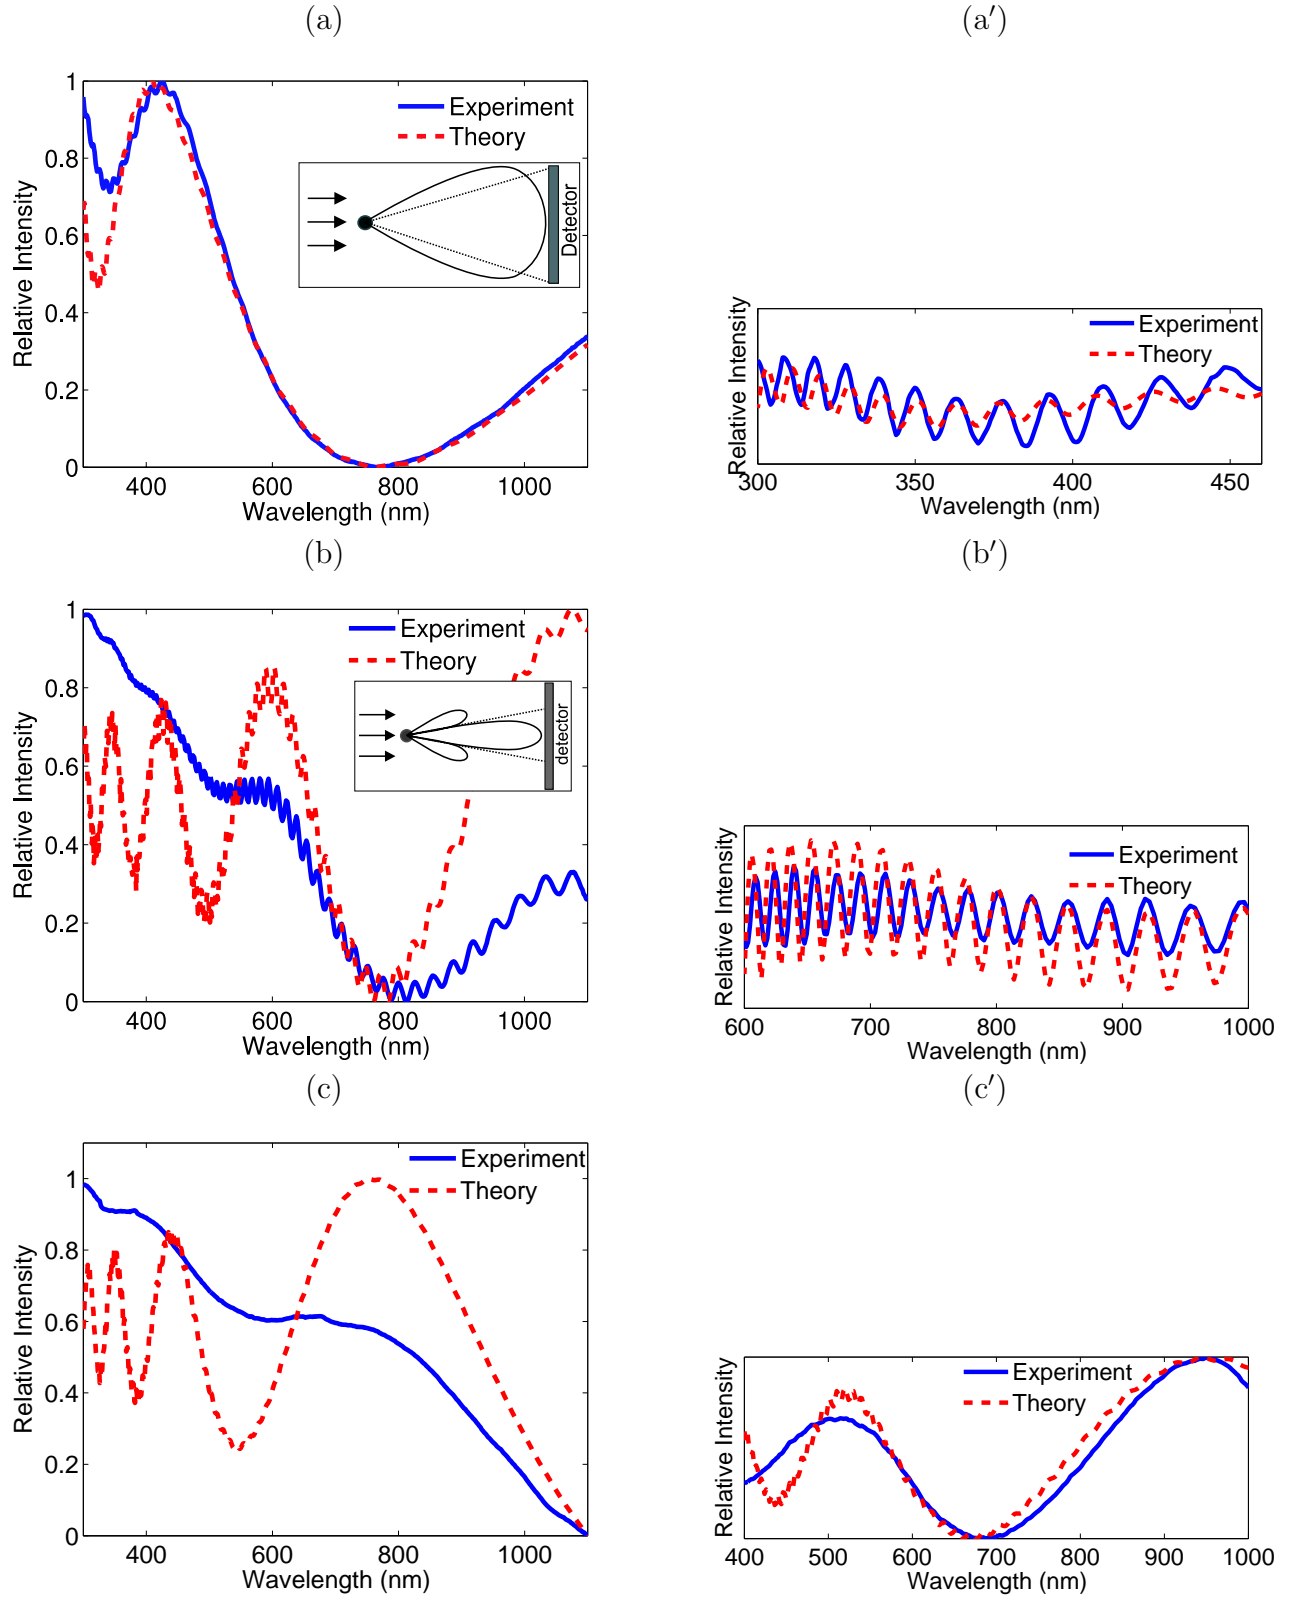 (a)
Relative Intensity
1
0.8
0.6
0.4
0.2
0
Experiment
Theory
Detector
400 600 800 1000
Wavelength (nm)
(a′)
Relative Intensity
Experiment
Theory
300 350 400 450
Wavelength (nm)
(b)
Relative Intensity
1
0.8
0.6
0.4
0.2
0
Experiment
Theory
detector
400 600 800 1000
Wavelength (nm)
(b′)
Relative Intensity
Experiment
Theory
600 700 800 900 1000
Wavelength (nm)
(c)
Relative Intensity
1
0.8
0.6
0.4
0.2
0
Experiment
Theory
400 600 800 1000
Wavelength (nm)
(c′)
Relative Intensity
Experiment
Theory
400 500 600 700 800 900 1000
Wavelength (nm)